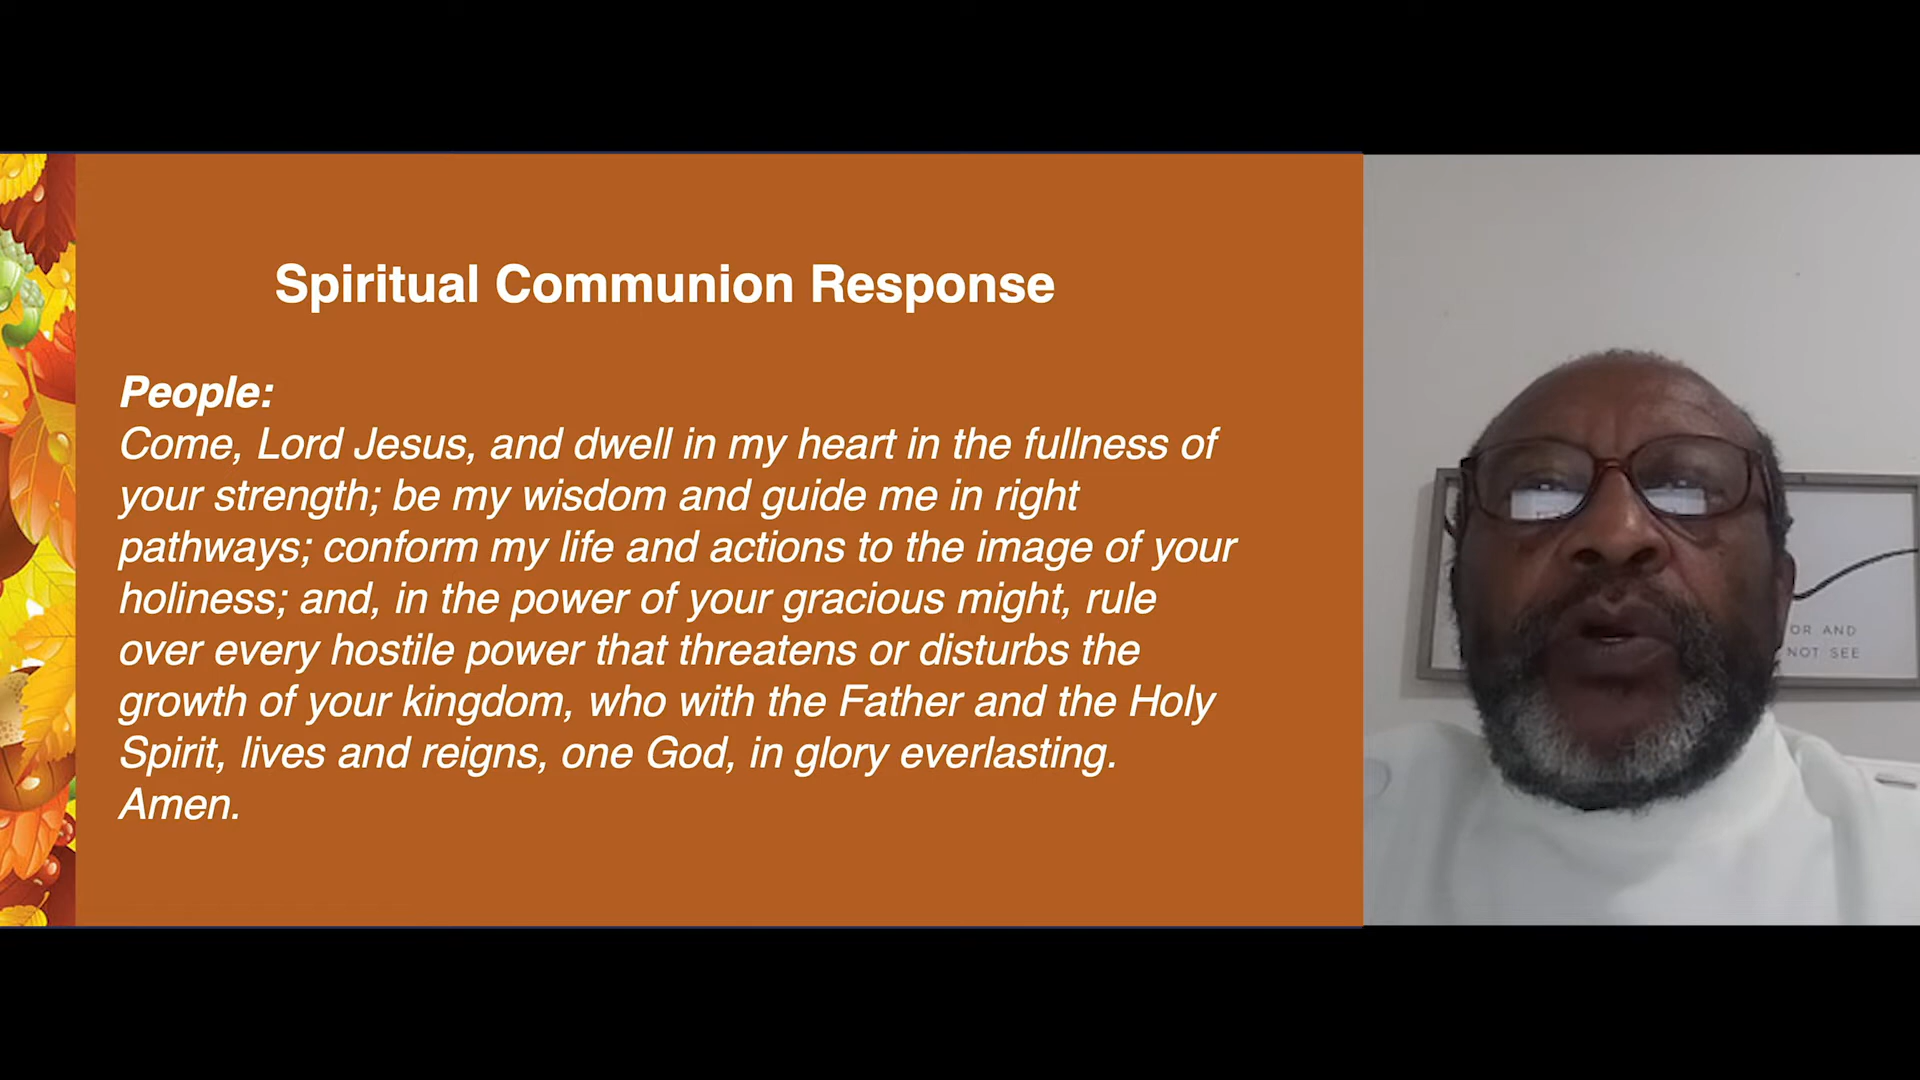 Spiritual Communion Response
People:
Come, Lord Jesus, and dwell in my heart in the fullness of
your strength; be my wisdom and guide me in right
pathways; conform my life and actions to the image of your
holiness; and, in the power of your gracious might, rule
over every hostile power that threatens or disturbs the
growth of your kingdom, who with the Father and the Holy
Spirit, lives and reigns, one God, in glory everlasting.
Amen.
OR AND
NOT SEE